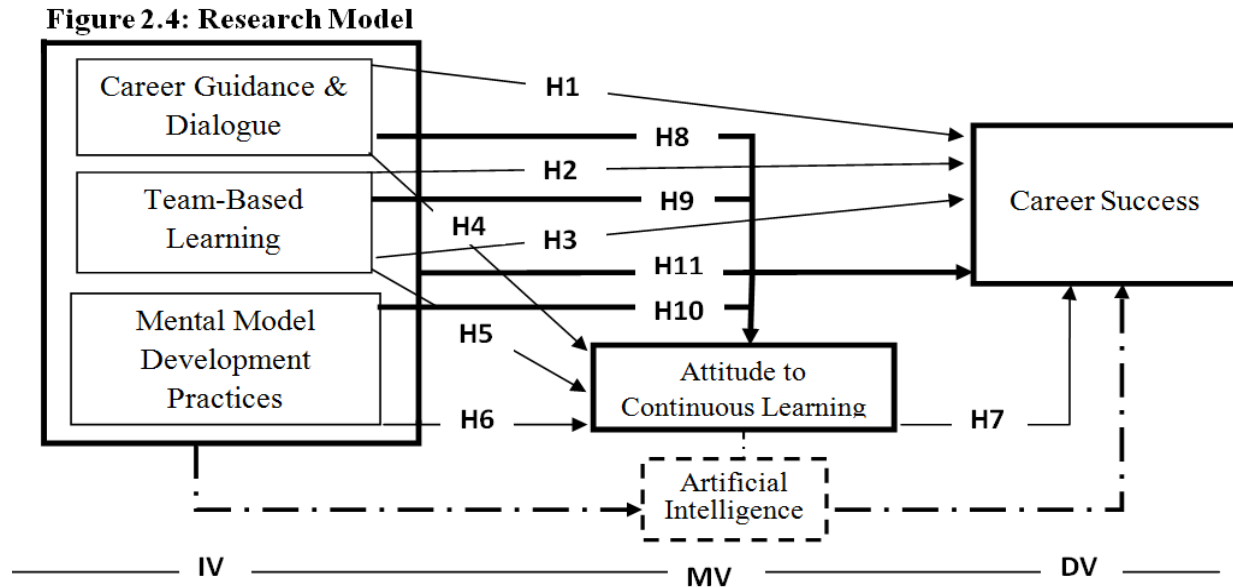 Figure 2.4: Research Model
Career Guidance &
Dialogue
H1
H8
H2
Team-Based
Learning
H9
H4
H3
Career Success
H11
H10
Mental Model
Development
Practices
H5
H6
Attitude to
Continuous Learning
H7
Artificial
Intelligence
IV
MV
DV